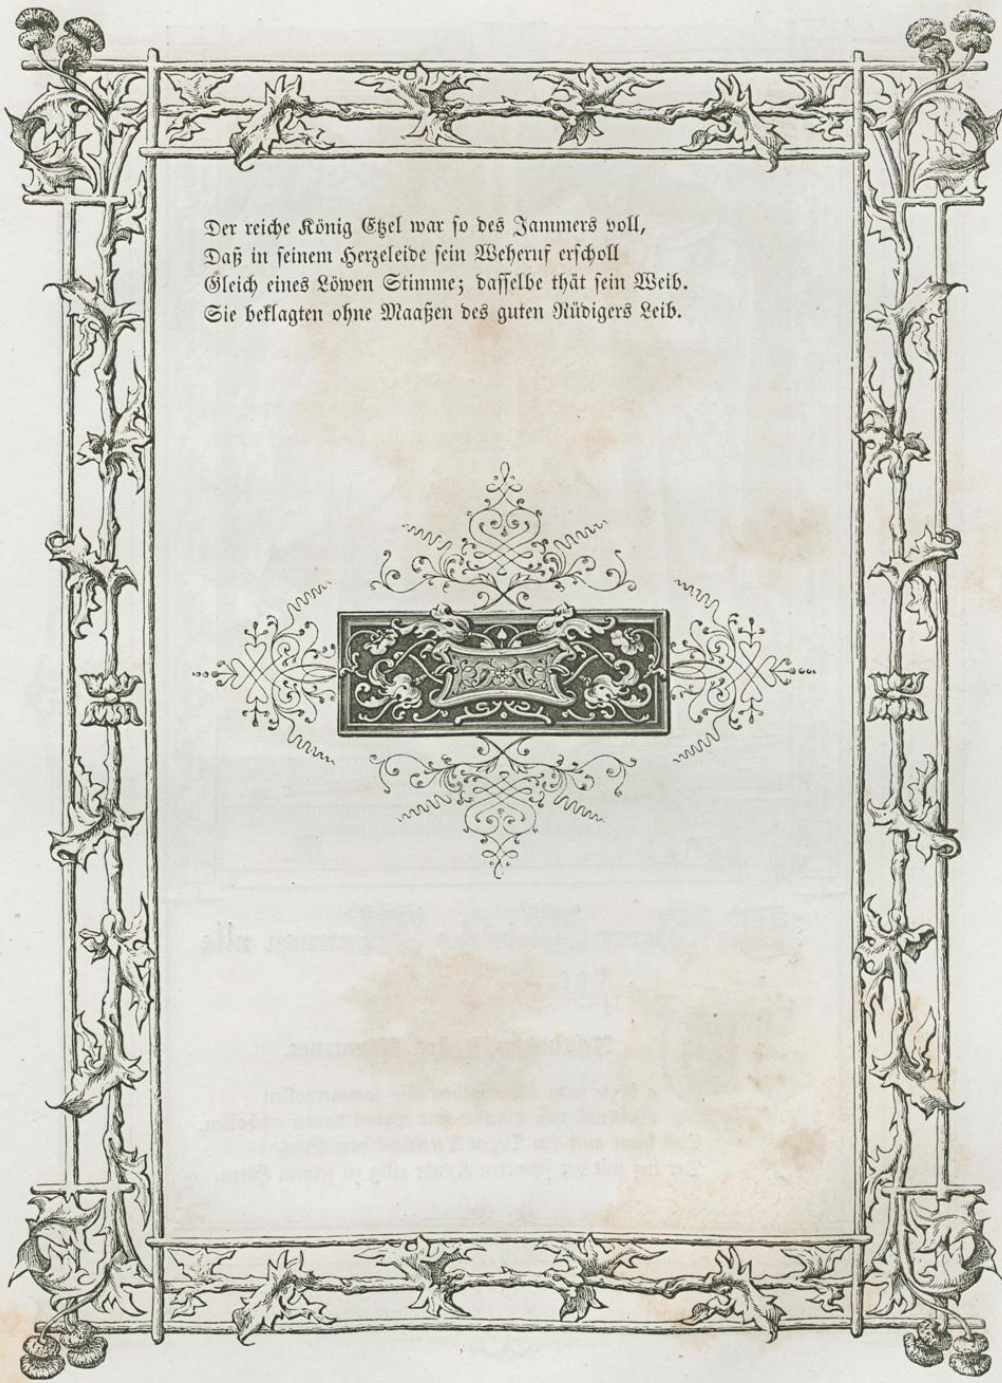 Der reiche König Etzel war so des Jammers voll,
Daß in seinem Herzeleide sein Weheruf erscholl
Gleich eines Löwen Stimme; dasselbe thät sein Weib.
Sie beklagten ohne Maaßen des guten Rüdigers Leib.